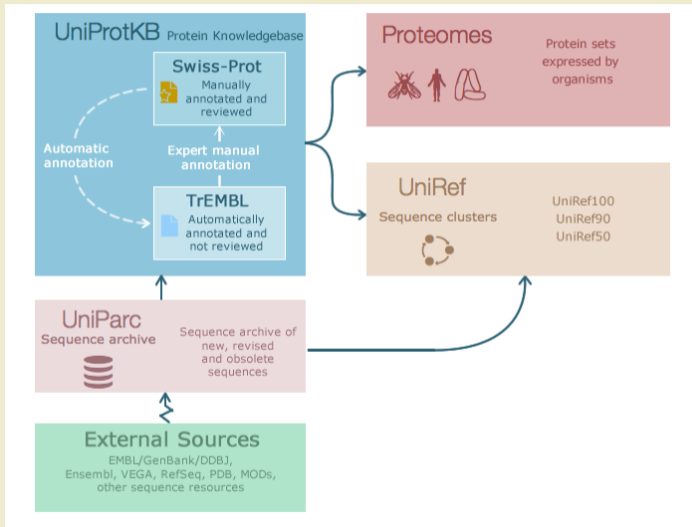 UniProtKB Protein Knowledgebase
Swiss-Prot
Manually
annotated and
reviewed
Automatic
annotation
Expert manual
annotation
TrEMBL
Automatically
annotated and
not reviewed
Proteomes
Protein sets
expressed by
organisms
UniRef
Sequence clusters
UniRef100
UniRef90
UniRef50
UniParc
Sequence archive
Sequence archive of
new, revised
and obsolete
sequences
External Sources
EMBL/GenBank/DDBJ,
Ensembl, VEGA, RefSeq, PDB, MODs,
other sequence resources